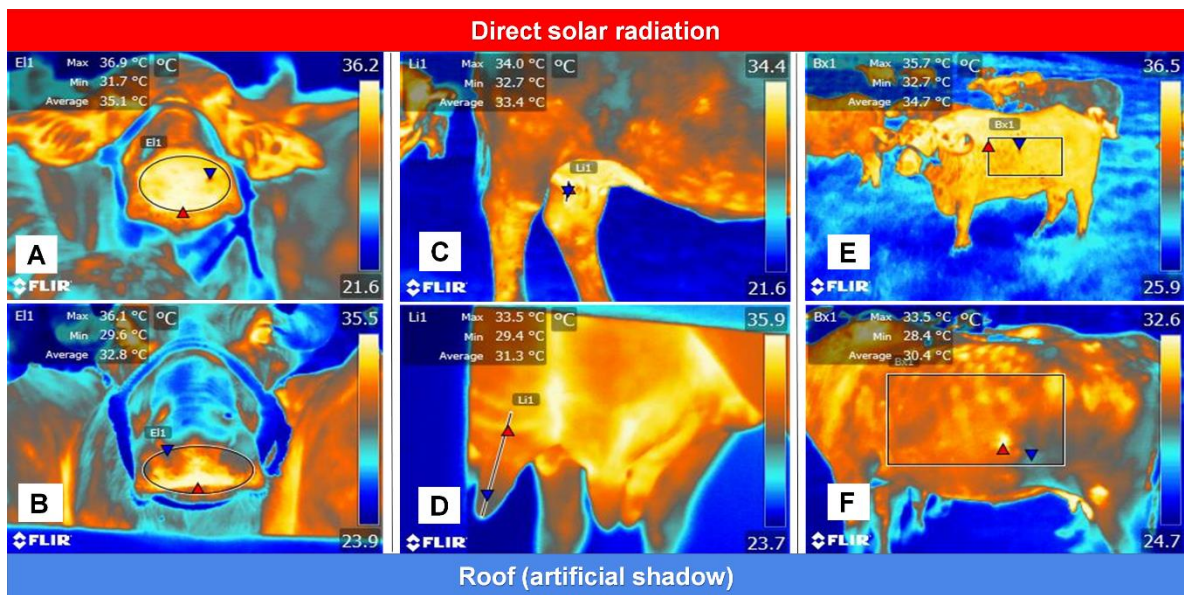 Direct solar radiation
El1 Max 36.9 °C °C 36.2
Min 31.7 °C
Average 35.1 °C
El1
A
FLIR 21.6
Li1 Max 34.0 °C °C 34.4
Min 32.7 °C
Average 33.4 °C
Li1
C
FLIR 21.6
Bx1 Max 35.7 °C °C 36.5
Min 32.7 °C
Average 34.7 °C
Bx1
E
FLIR 25.9
El1 Max 36.1 °C °C 35.5
Min 29.6 °C
Average 32.8 °C
El1
B
FLIR 23.9
Li1 Max 33.5 °C °C 35.9
Min 29.4 °C
Average 31.3 °C
Li1
D
FLIR 23.7
Bx1 Max 33.5 °C °C 32.6
Min 28.4 °C
Average 30.4 °C
Bx1
F
FLIR 24.7
Roof (artificial shadow)